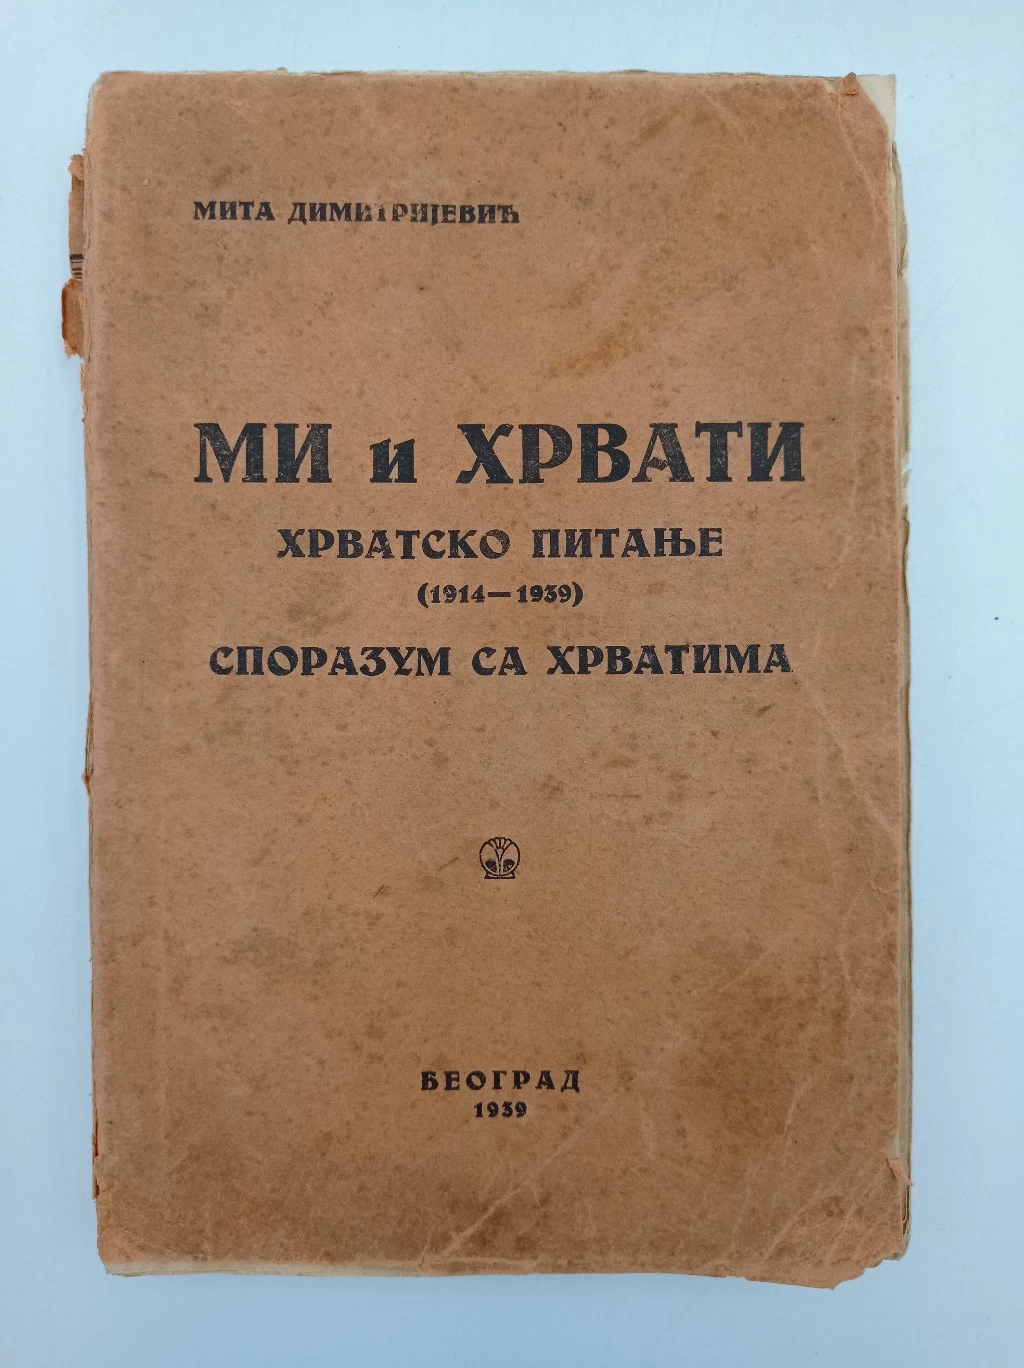 МИТА ДИМИТРИЈЕВИЋ
МИ и ХРВАТИ
ХРВАТСКО ПИТАЊЕ
(1914—1939)
СПОРАЗУМ СА ХРВАТИМА
БЕОГРАД
1939